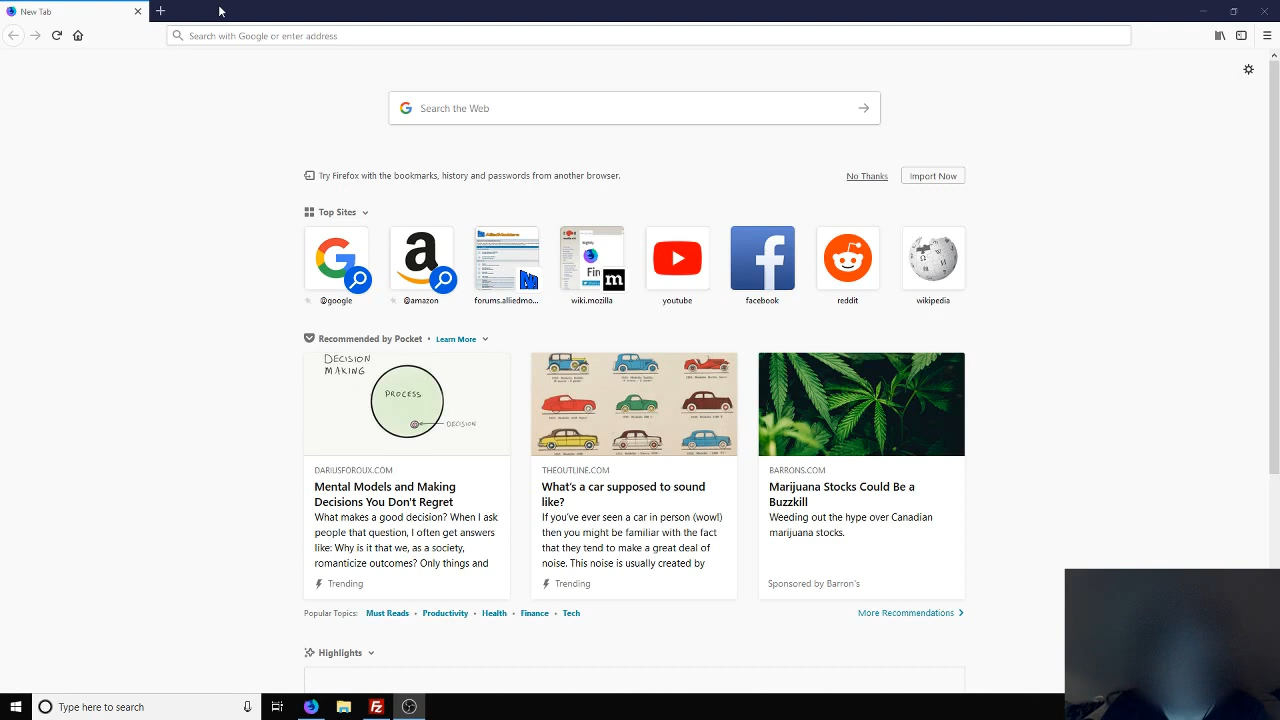 New Tab
Search with Google or enter address
Search the Web
Try Firefox with the bookmarks, history and passwords from another browser.
No Thanks
Import Now
Top Sites
@google
@amazon
forums.alliedmo...
wiki.mozilla
youtube
facebook
reddit
wikipedia
Recommended by Pocket • Learn More
DECISION
MAKING
PROCESS
DECISION
DARIUSFOROUX.COM
Mental Models and Making
Decisions You Don't Regret
What makes a good decision? When I ask
people that question, I often get answers
like: Why is it that we, as a society,
romanticize outcomes? Only things and
Trending
THEOUTLINE.COM
What's a car supposed to sound
like?
If you've ever seen a car in person (wow!)
then you might be familiar with the fact
that they tend to make a great deal of
noise. This noise is usually created by
Trending
BARRONS.COM
Marijuana Stocks Could Be a
Buzzkill
Weeding out the hype over Canadian
marijuana stocks.
Sponsored by Barron's
Popular Topics: Must Reads • Productivity • Health • Finance • Tech
More Recommendations
Highlights
Type here to search